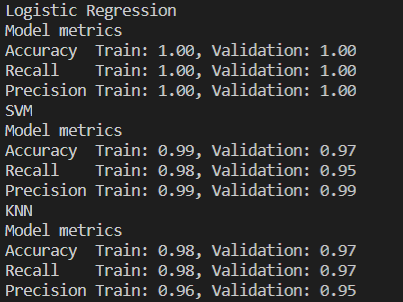 Logistic Regression
Model metrics
Accuracy  Train: 1.00, Validation: 1.00
Recall    Train: 1.00, Validation: 1.00
Precision Train: 1.00, Validation: 1.00
SVM
Model metrics
Accuracy  Train: 0.99, Validation: 0.97
Recall    Train: 0.98, Validation: 0.95
Precision Train: 0.99, Validation: 0.99
KNN
Model metrics
Accuracy  Train: 0.98, Validation: 0.97
Recall    Train: 0.98, Validation: 0.97
Precision Train: 0.96, Validation: 0.95